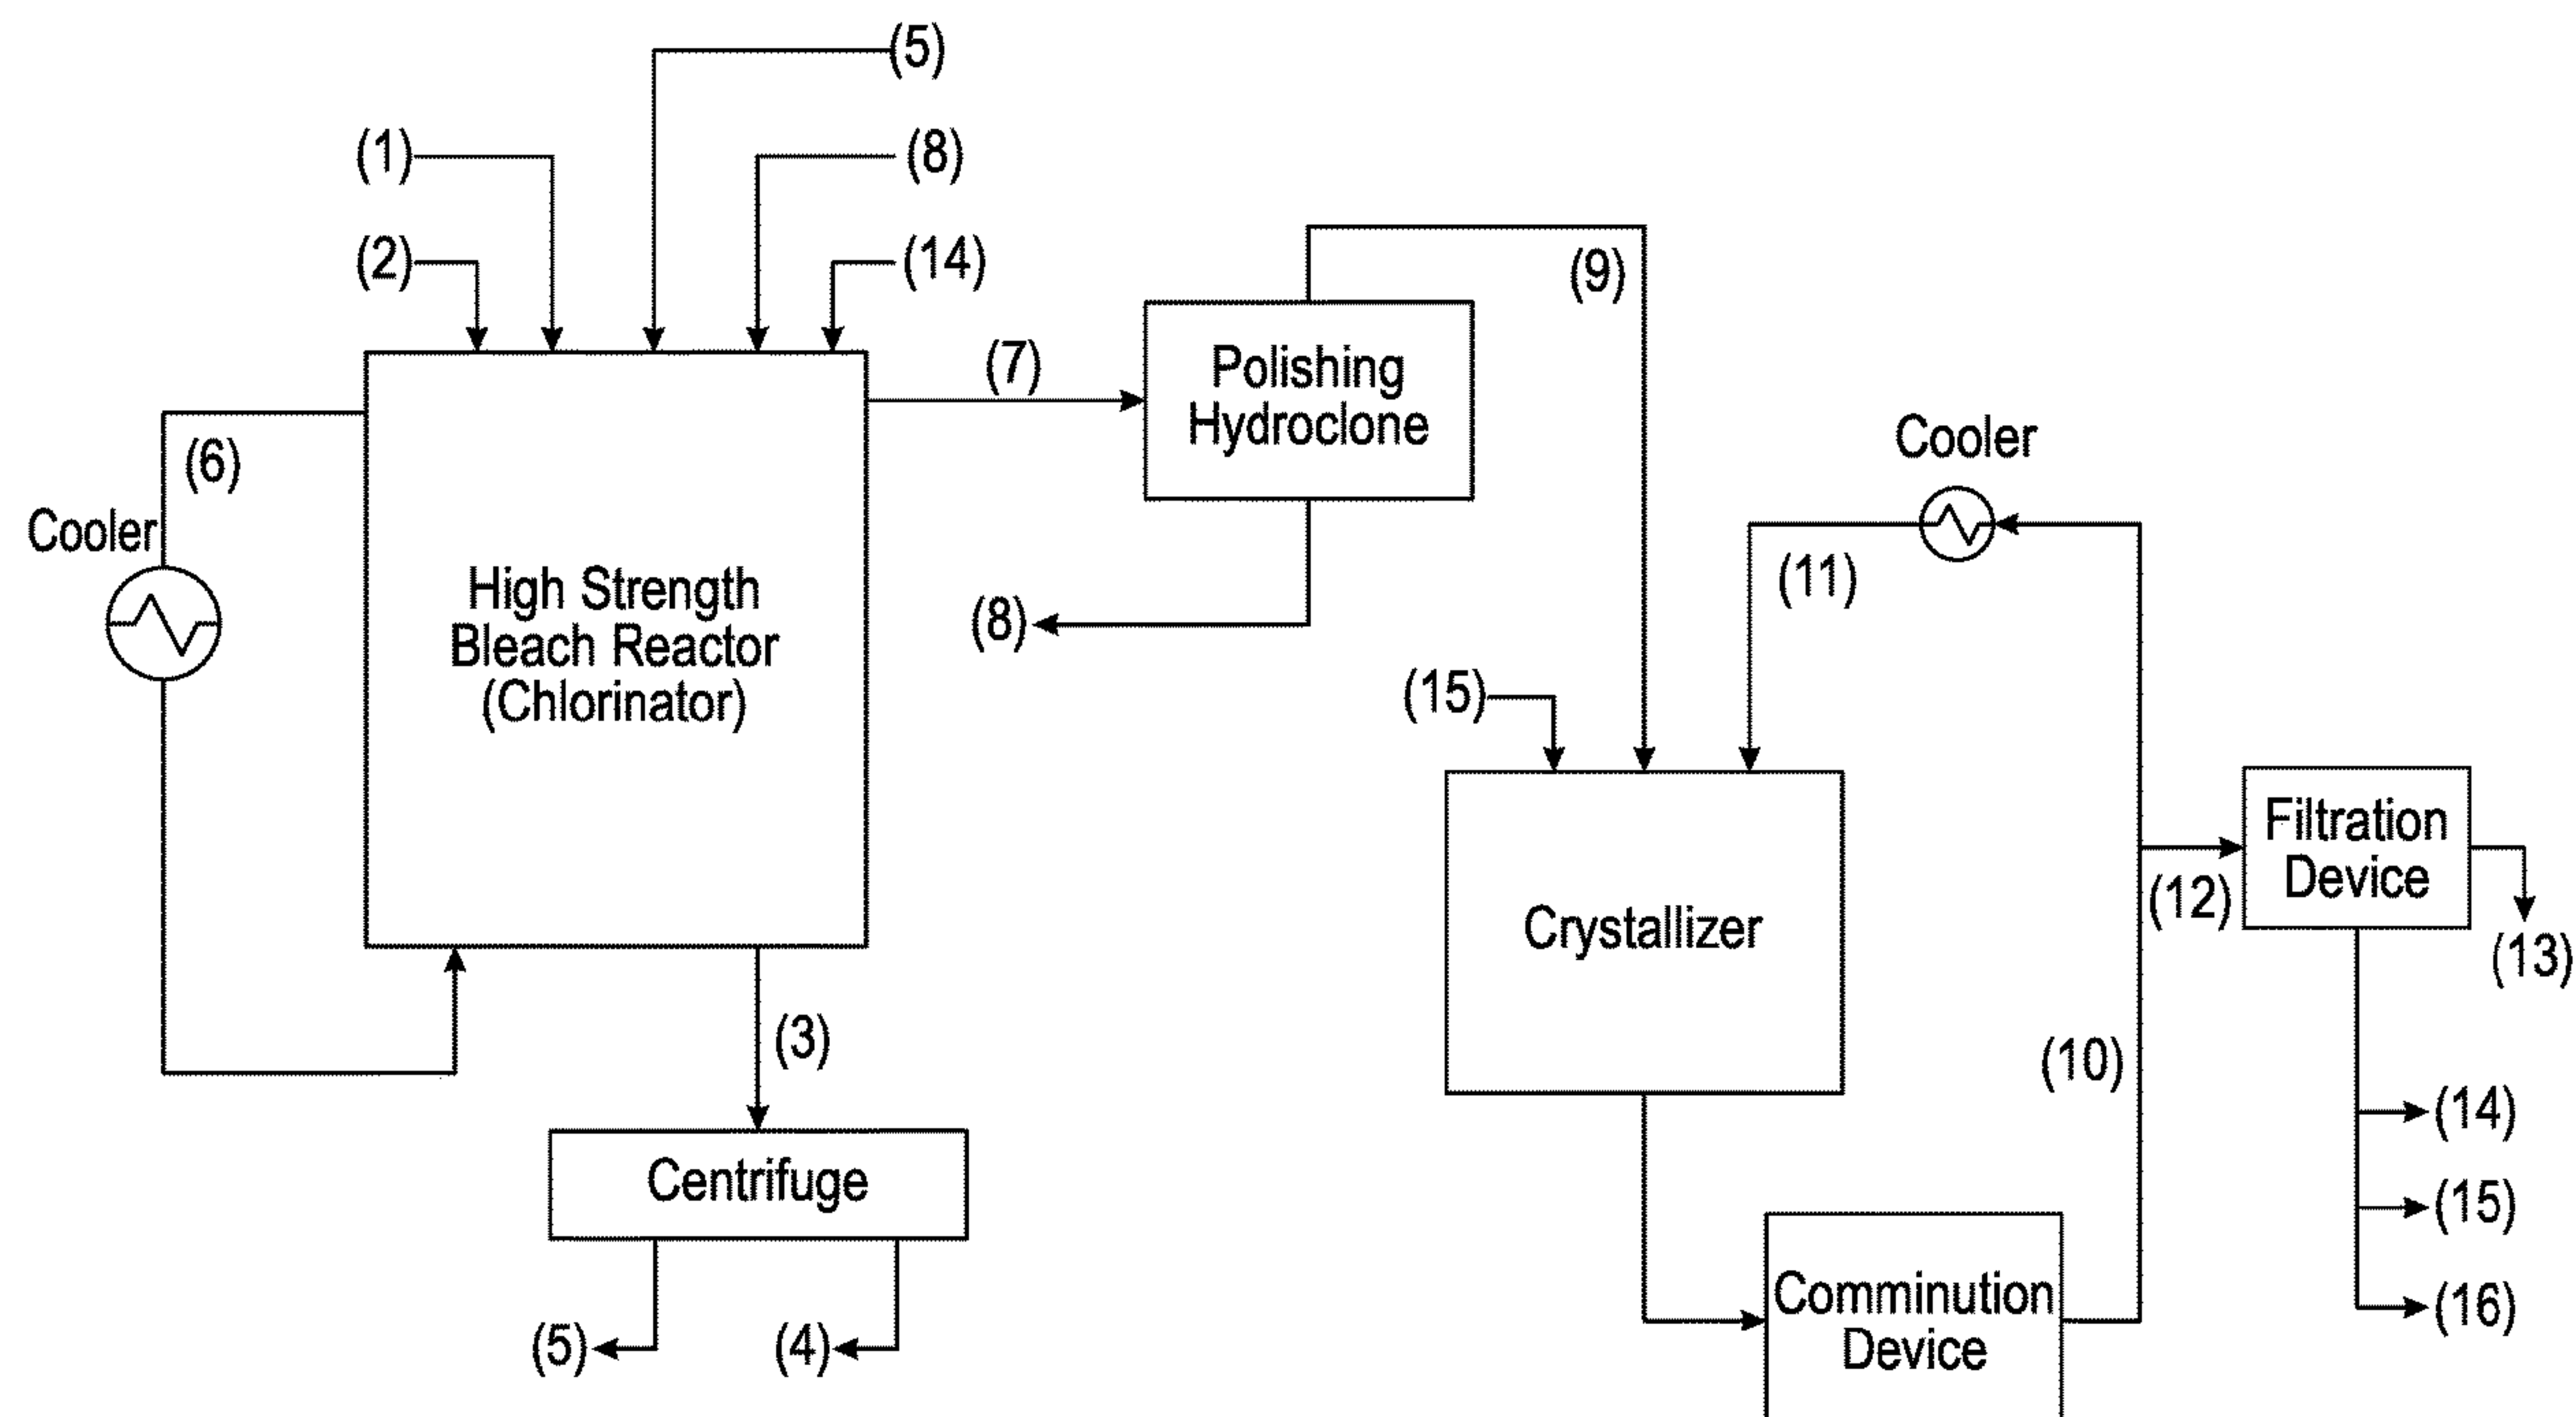 (5)
(1)
(8)
(2)
(14)
(7)
(9)
Polishing
Hydroclone
(6)
Cooler
Cooler
(11)
High Strength
Bleach Reactor
(Chlorinator)
(8)
(15)
Filtration
Device
(12)
Crystallizer
(13)
(3)
(10)
(14)
Centrifuge
(15)
Comminution
Device
(16)
(5)
(4)